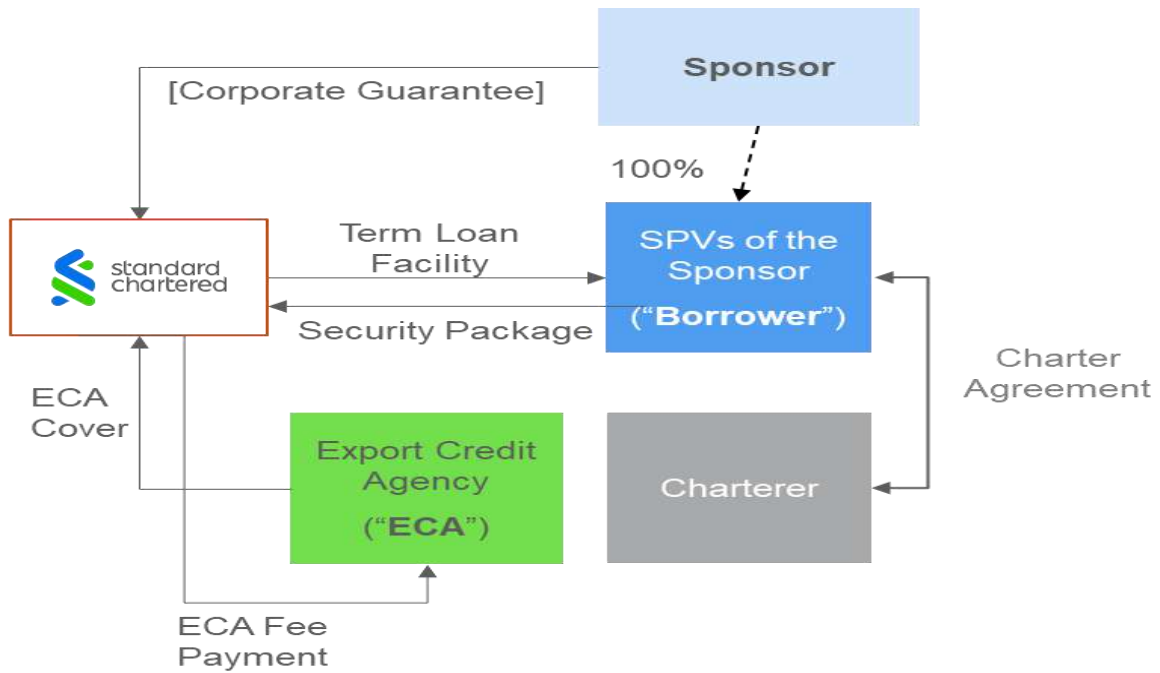 Sponsor
[Corporate Guarantee]
100%
standard
chartered
Term Loan
Facility
SPVs of the
Sponsor
(“Borrower”)
Security Package
Charter
Agreement
ECA
Cover
Export Credit
Agency
(“ECA”)
Charterer
ECA Fee
Payment